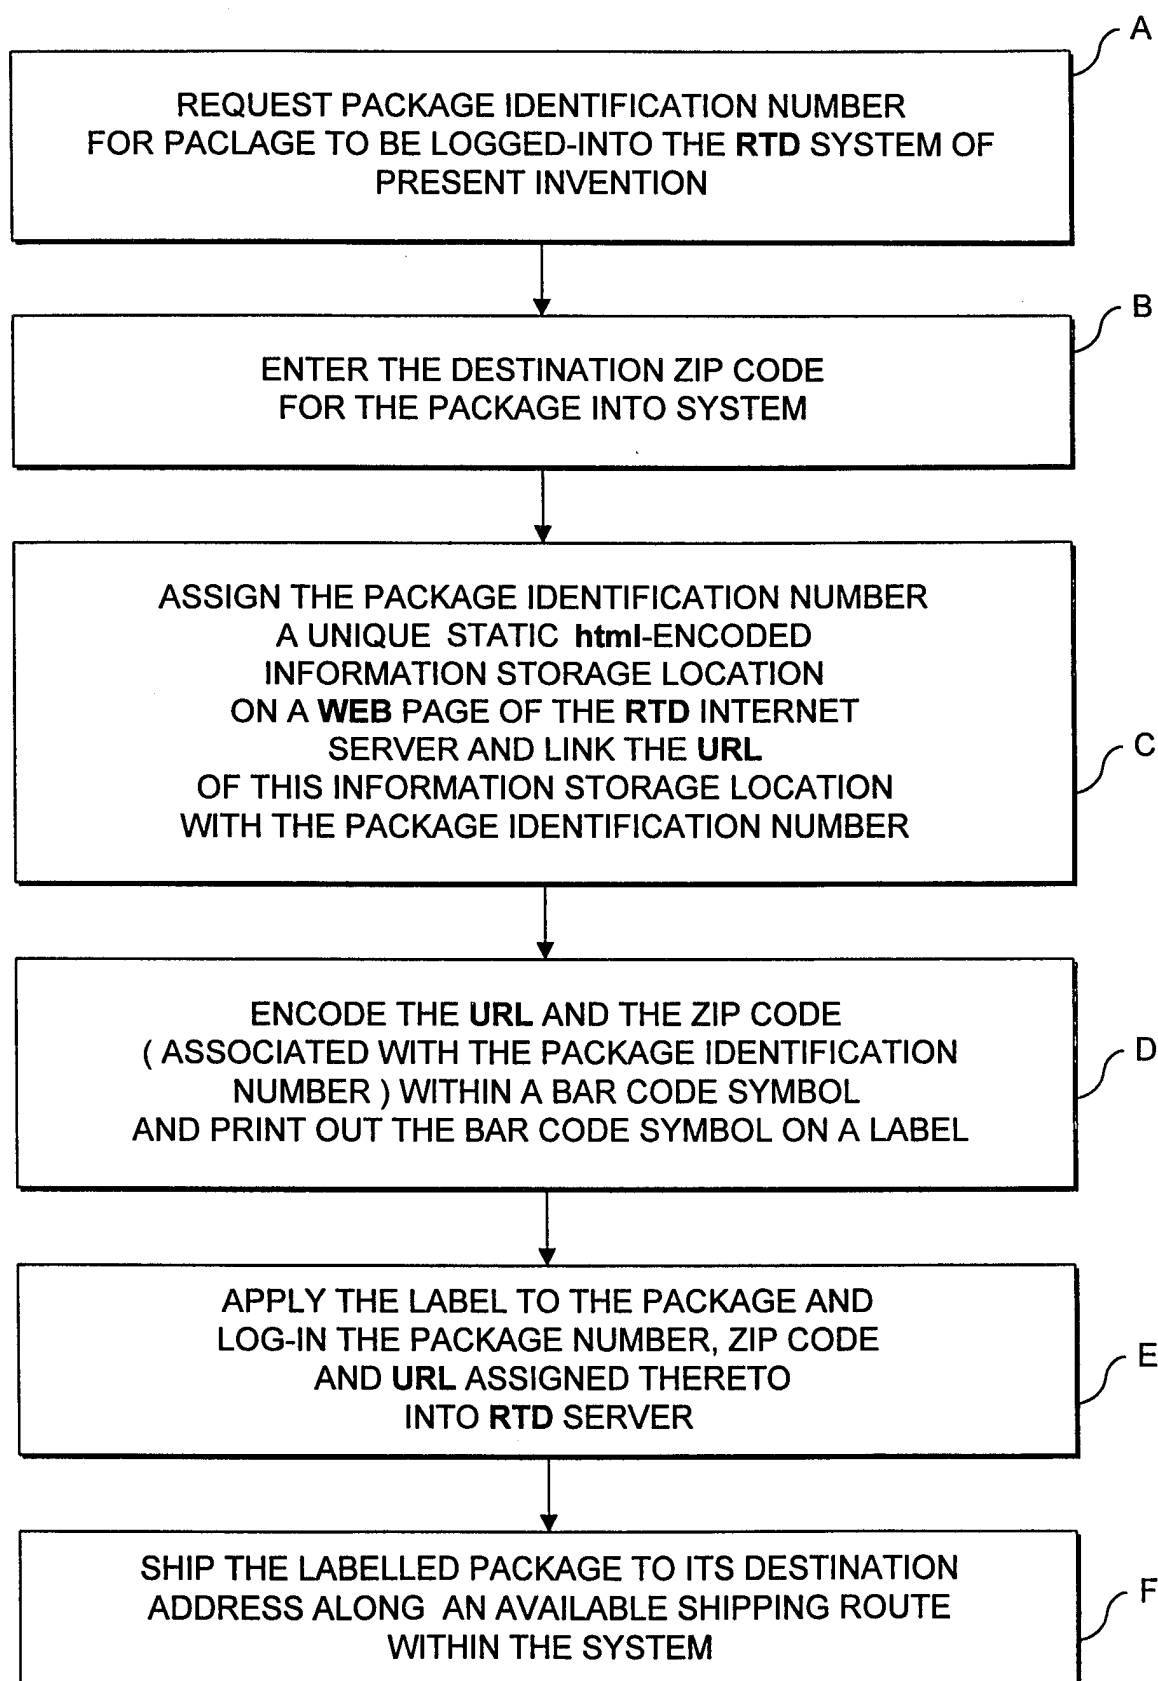 A
REQUEST PACKAGE IDENTIFICATION NUMBER
FOR PACLAGE TO BE LOGGED-INTO THE RTD SYSTEM OF
PRESENT INVENTION
B
ENTER THE DESTINATION ZIP CODE
FOR THE PACKAGE INTO SYSTEM
ASSIGN THE PACKAGE IDENTIFICATION NUMBER
A UNIQUE STATIC html-ENCODED
INFORMATION STORAGE LOCATION
ON A WEB PAGE OF THE RTD INTERNET
SERVER AND LINK THE URL
C
OF THIS INFORMATION STORAGE LOCATION
WITH THE PACKAGE IDENTIFICATION NUMBER
ENCODE THE URL AND THE ZIP CODE
( ASSOCIATED WITH THE PACKAGE IDENTIFICATION
D
NUMBER ) WITHIN A BAR CODE SYMBOL
AND PRINT OUT THE BAR CODE SYMBOL ON A LABEL
APPLY THE LABEL TO THE PACKAGE AND
LOG-IN THE PACKAGE NUMBER, ZIP CODE
E
AND URL ASSIGNED THERETO
INTO RTD SERVER
SHIP THE LABELLED PACKAGE TO ITS DESTINATION
F
ADDRESS ALONG AN AVAILABLE SHIPPING ROUTE
WITHIN THE SYSTEM